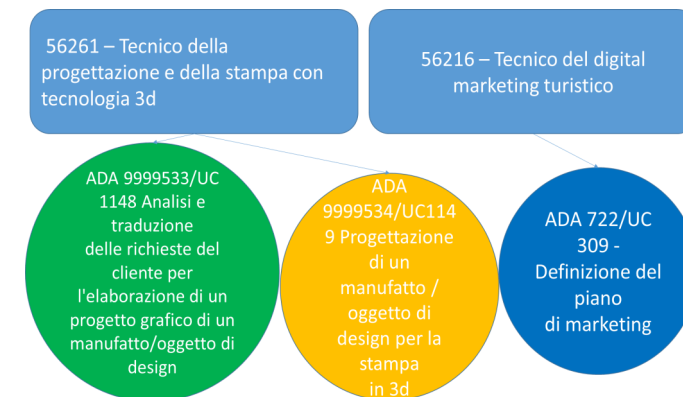 56261 – Tecnico della
progettazione e della stampa con
tecnologia 3d
56216 – Tecnico del digital
marketing turistico
ADA 9999533/UC
1148 Analisi e
traduzione
delle richieste del
cliente per
l'elaborazione di un
progetto grafico di un
manufatto/oggetto di
design
ADA
9999534/UC114
9 Progettazione
di un
manufatto /
oggetto di
design per la
stampa
in 3d
ADA 722/UC
309 -
Definizione del
piano
di marketing